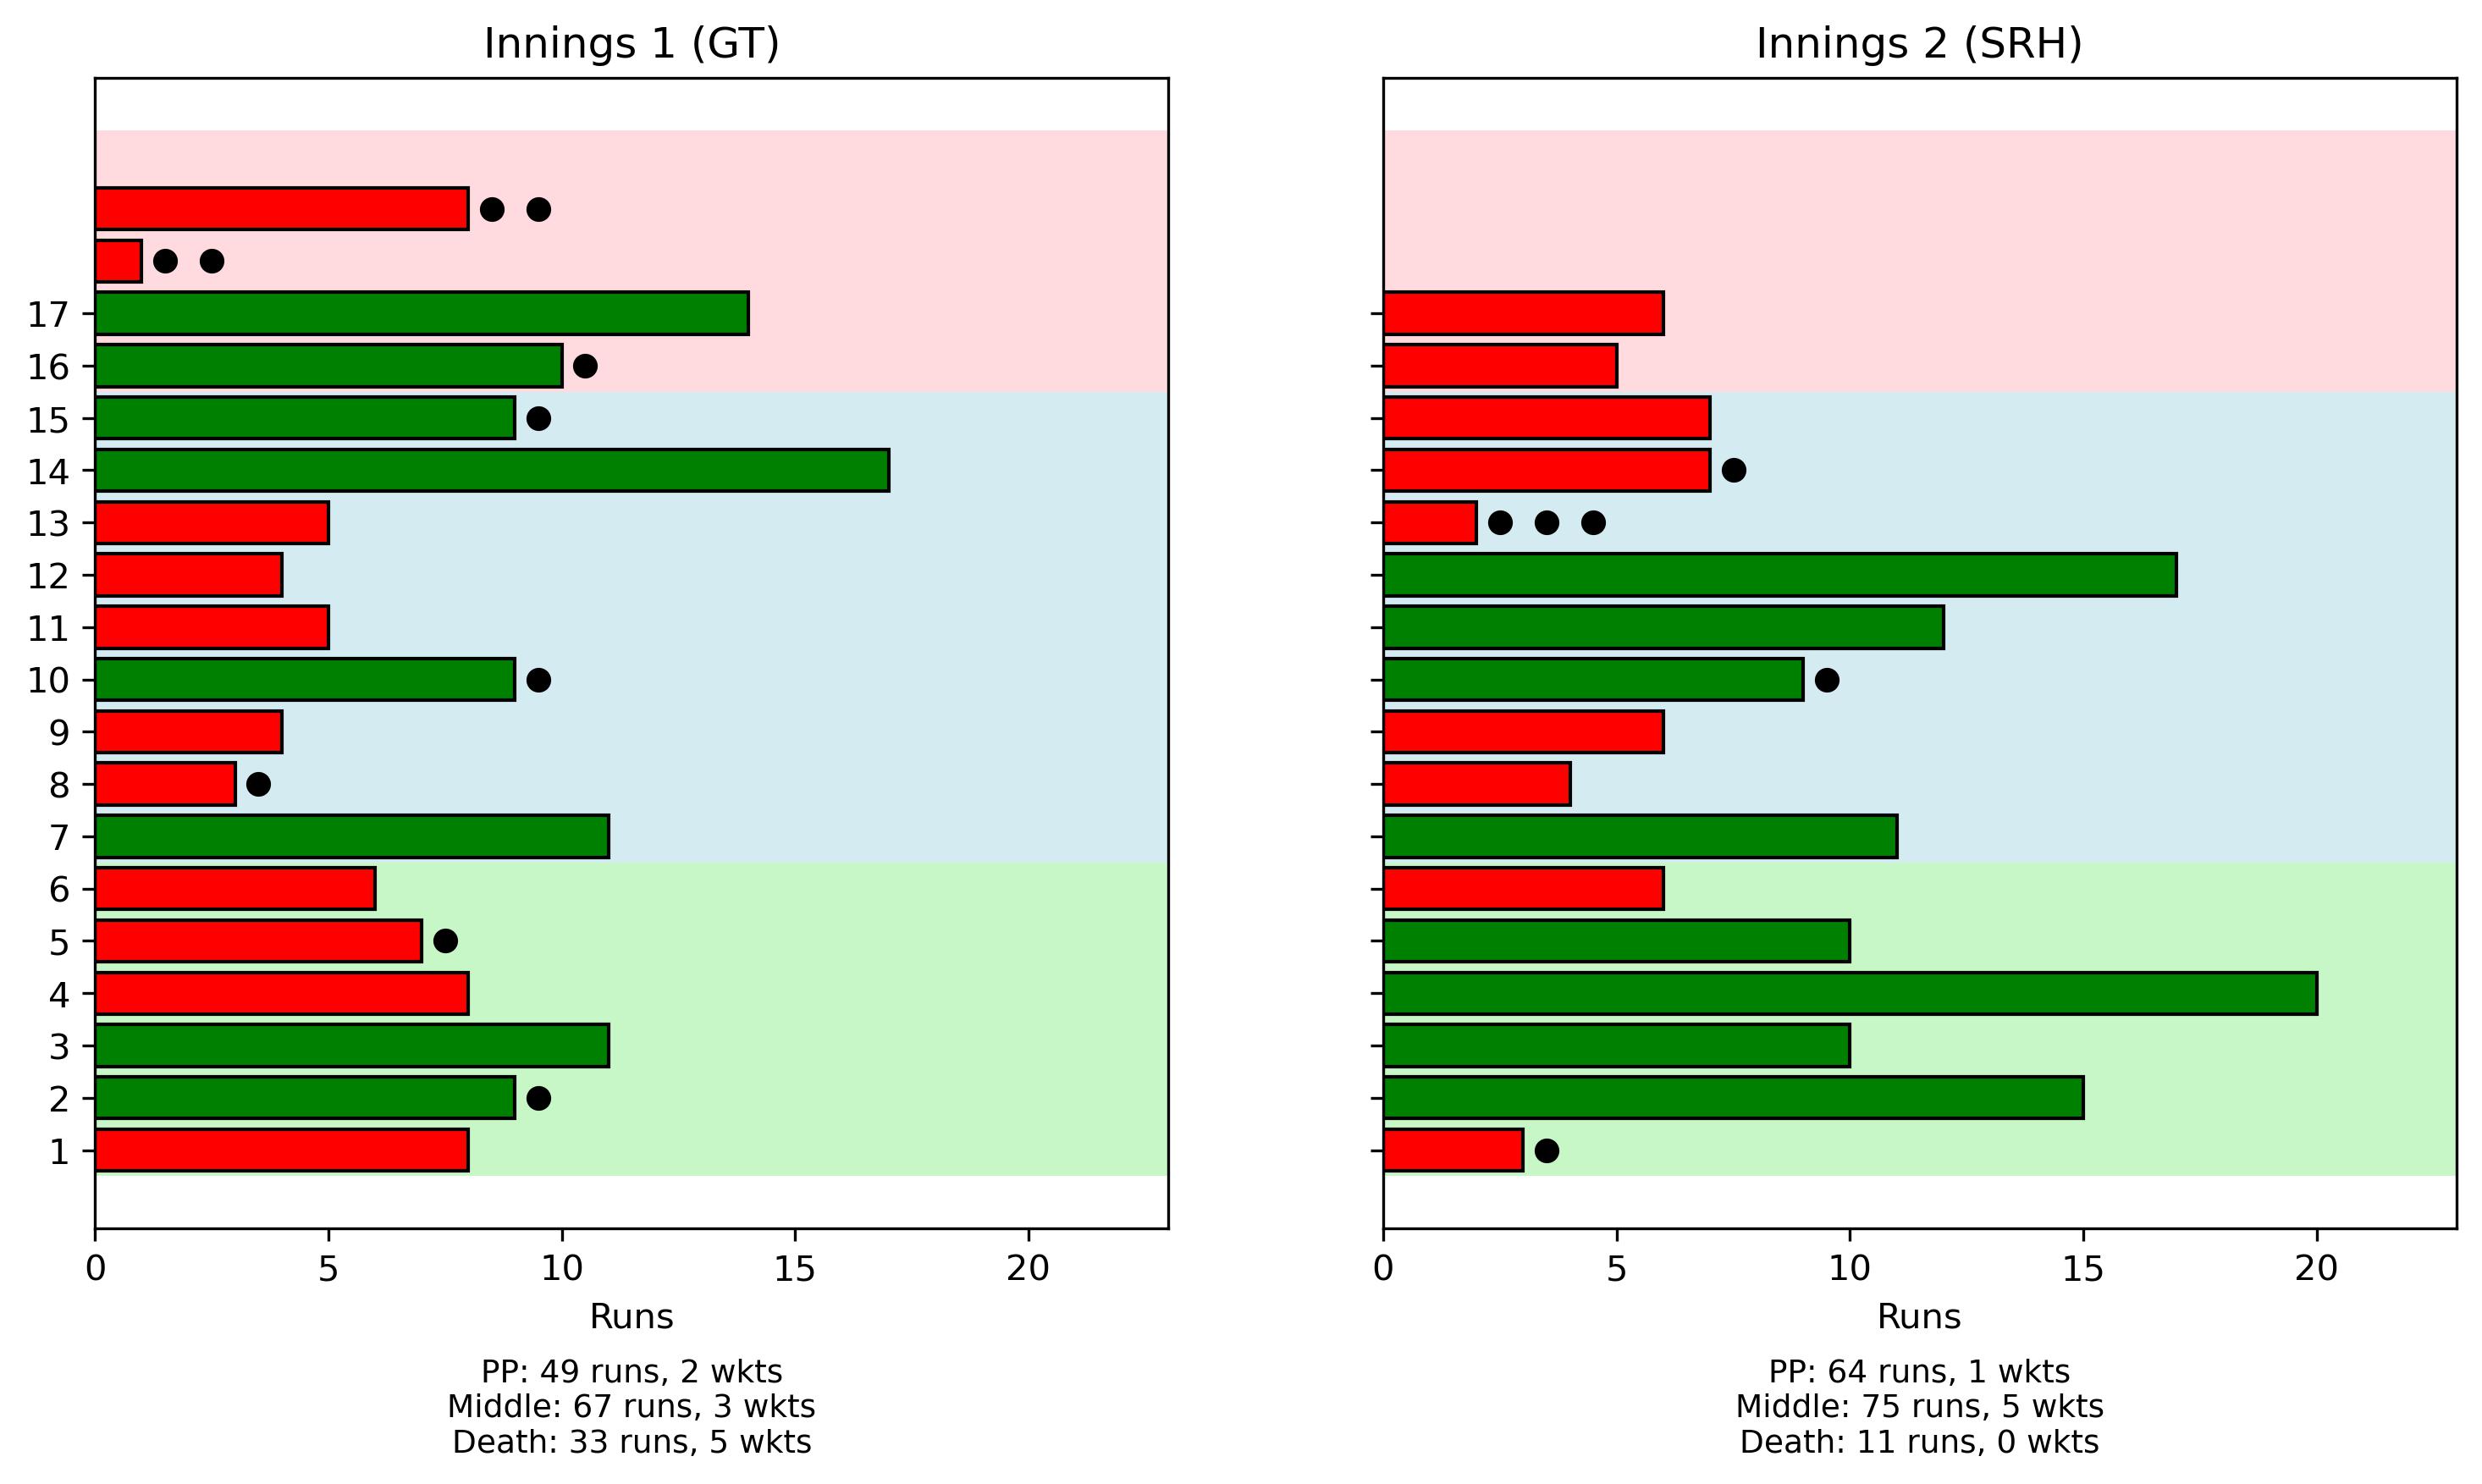 Innings 1 (GT)
17
16
15
14
13
12
11
10
9
8
7
6
5
4
3
2
1
0 5 10 15 20
Runs
PP: 49 runs, 2 wkts
Middle: 67 runs, 3 wkts
Death: 33 runs, 5 wkts
Innings 2 (SRH)
0 5 10 15 20
Runs
PP: 64 runs, 1 wkts
Middle: 75 runs, 5 wkts
Death: 11 runs, 0 wkts